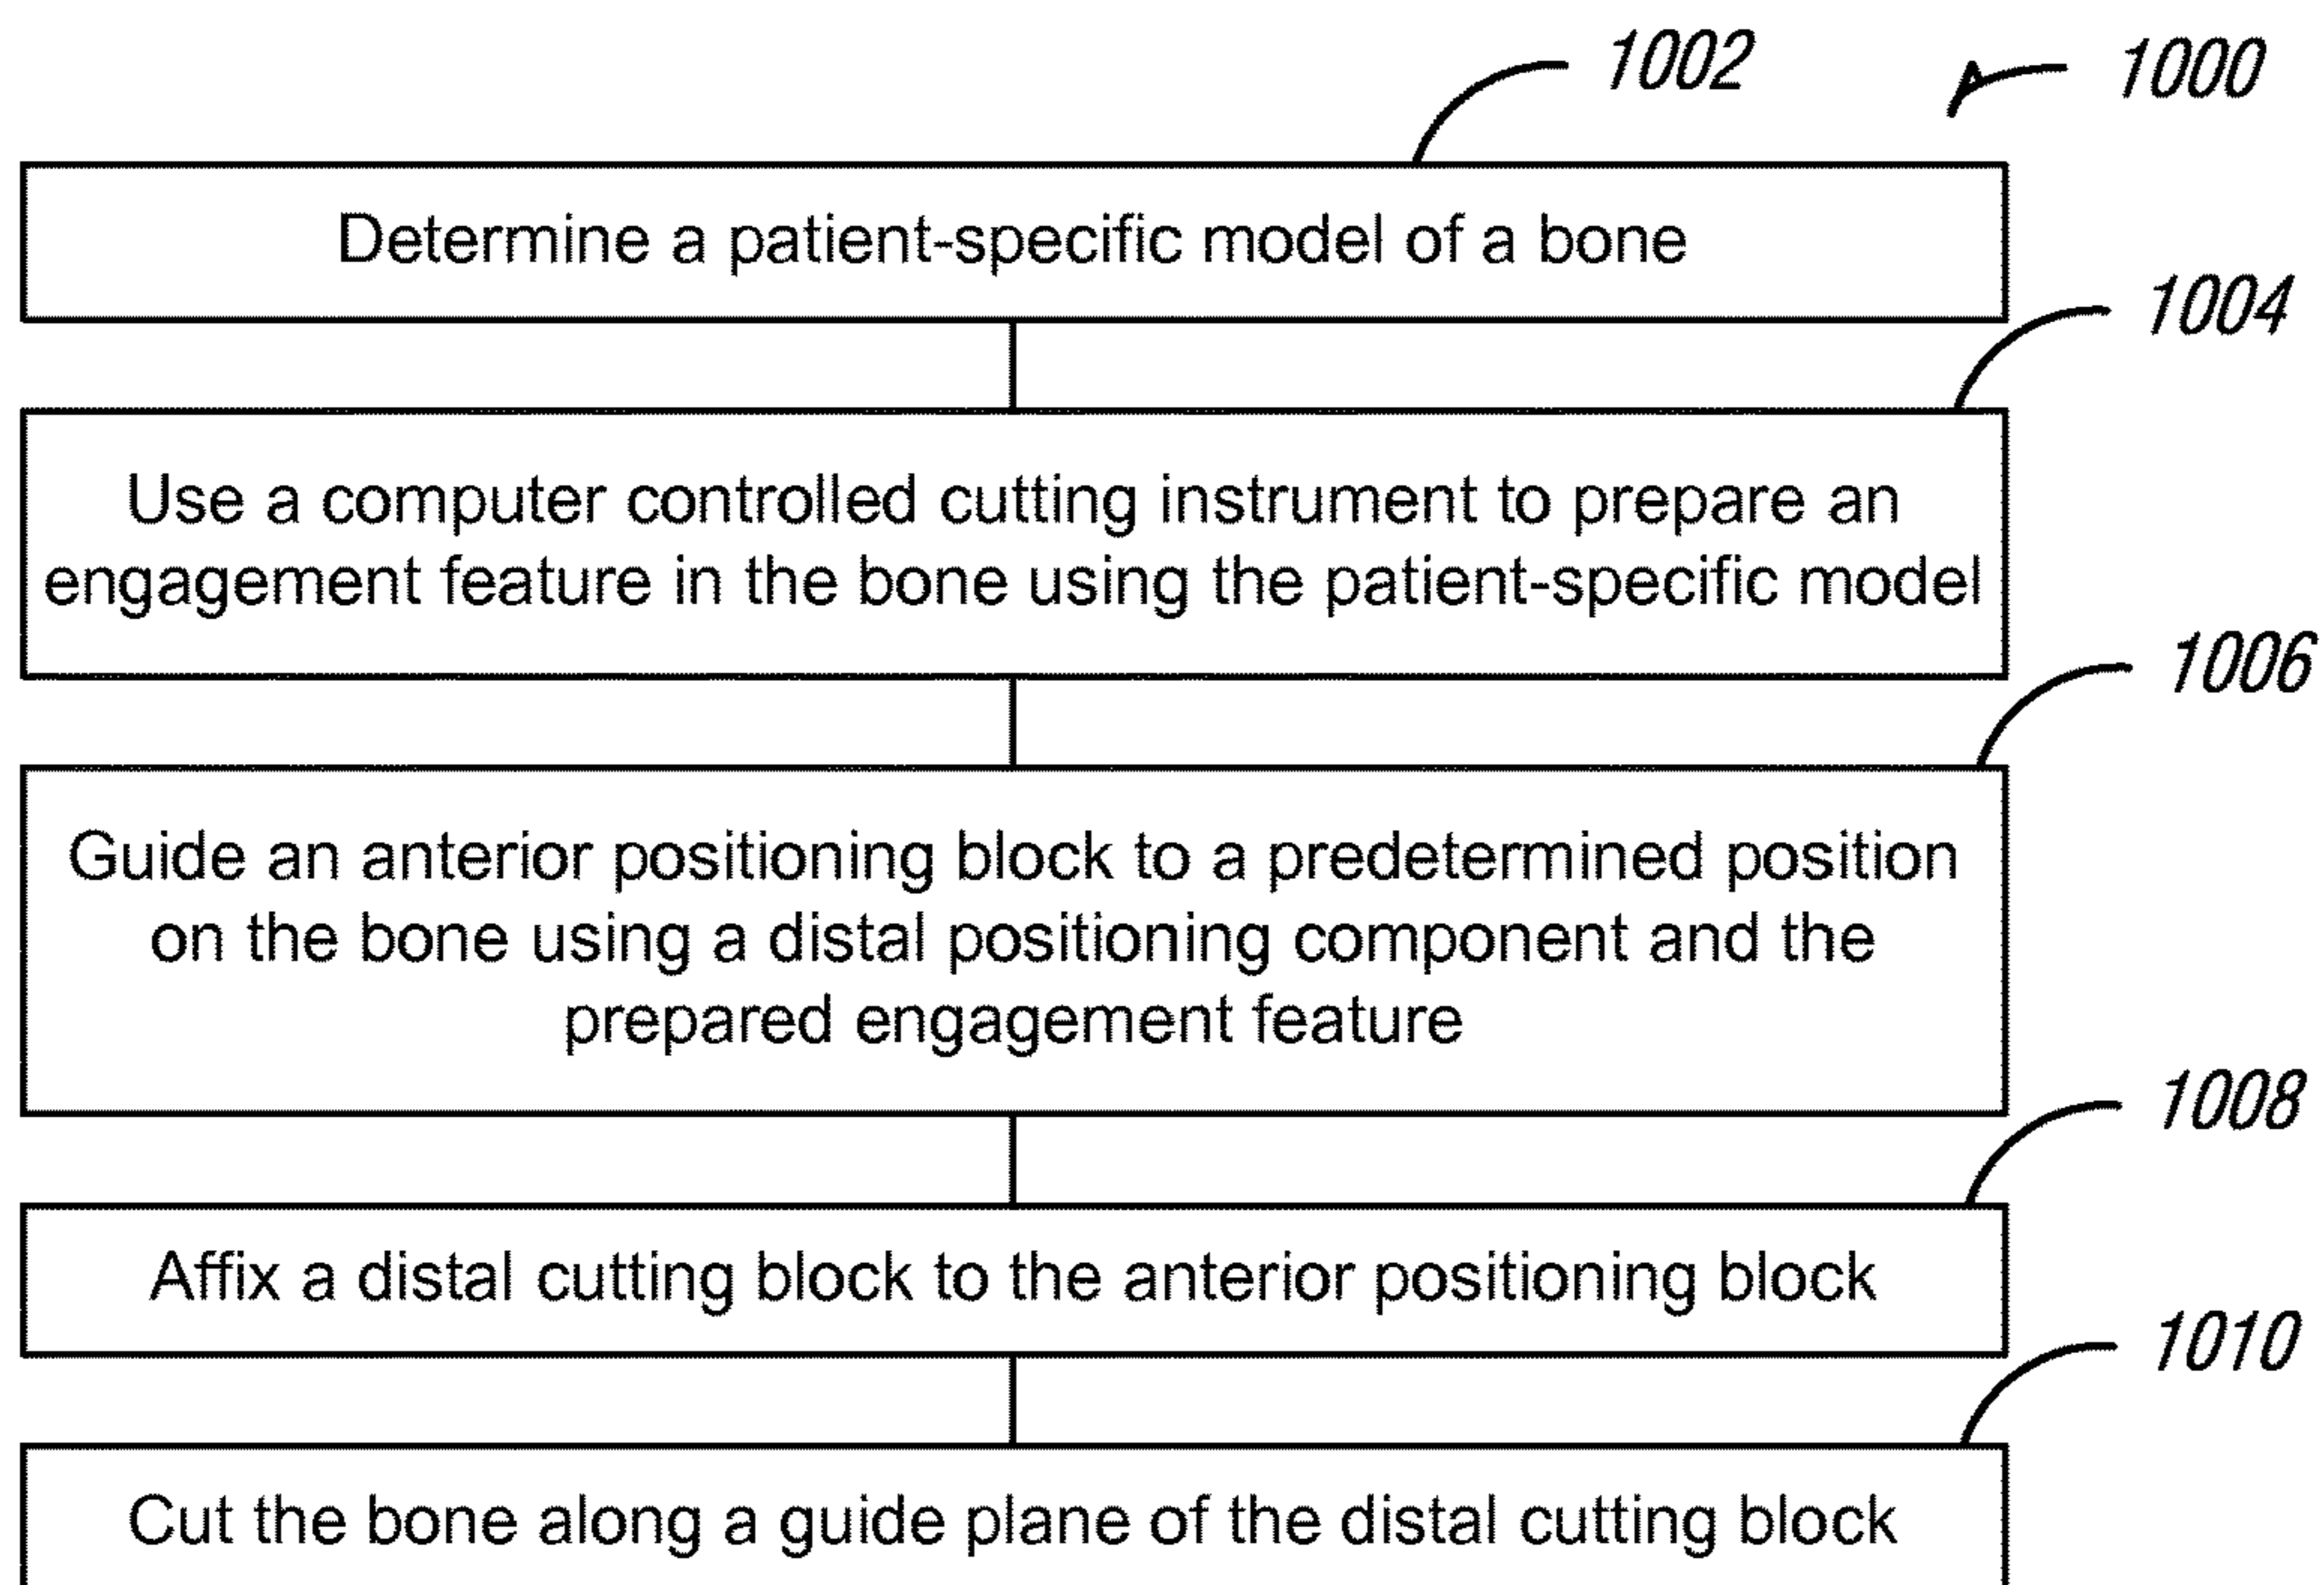 1002
1000
Determine a patient-specific model of a bone
1004
Use a computer controlled cutting instrument to prepare an
engagement feature in the bone using the patient-specific model
1006
Guide an anterior positioning block to a predetermined position
on the bone using a distal positioning component and the
prepared engagement feature
1008
Affix a distal cutting block to the anterior positioning block
1010
Cut the bone along a guide plane of the distal cutting block